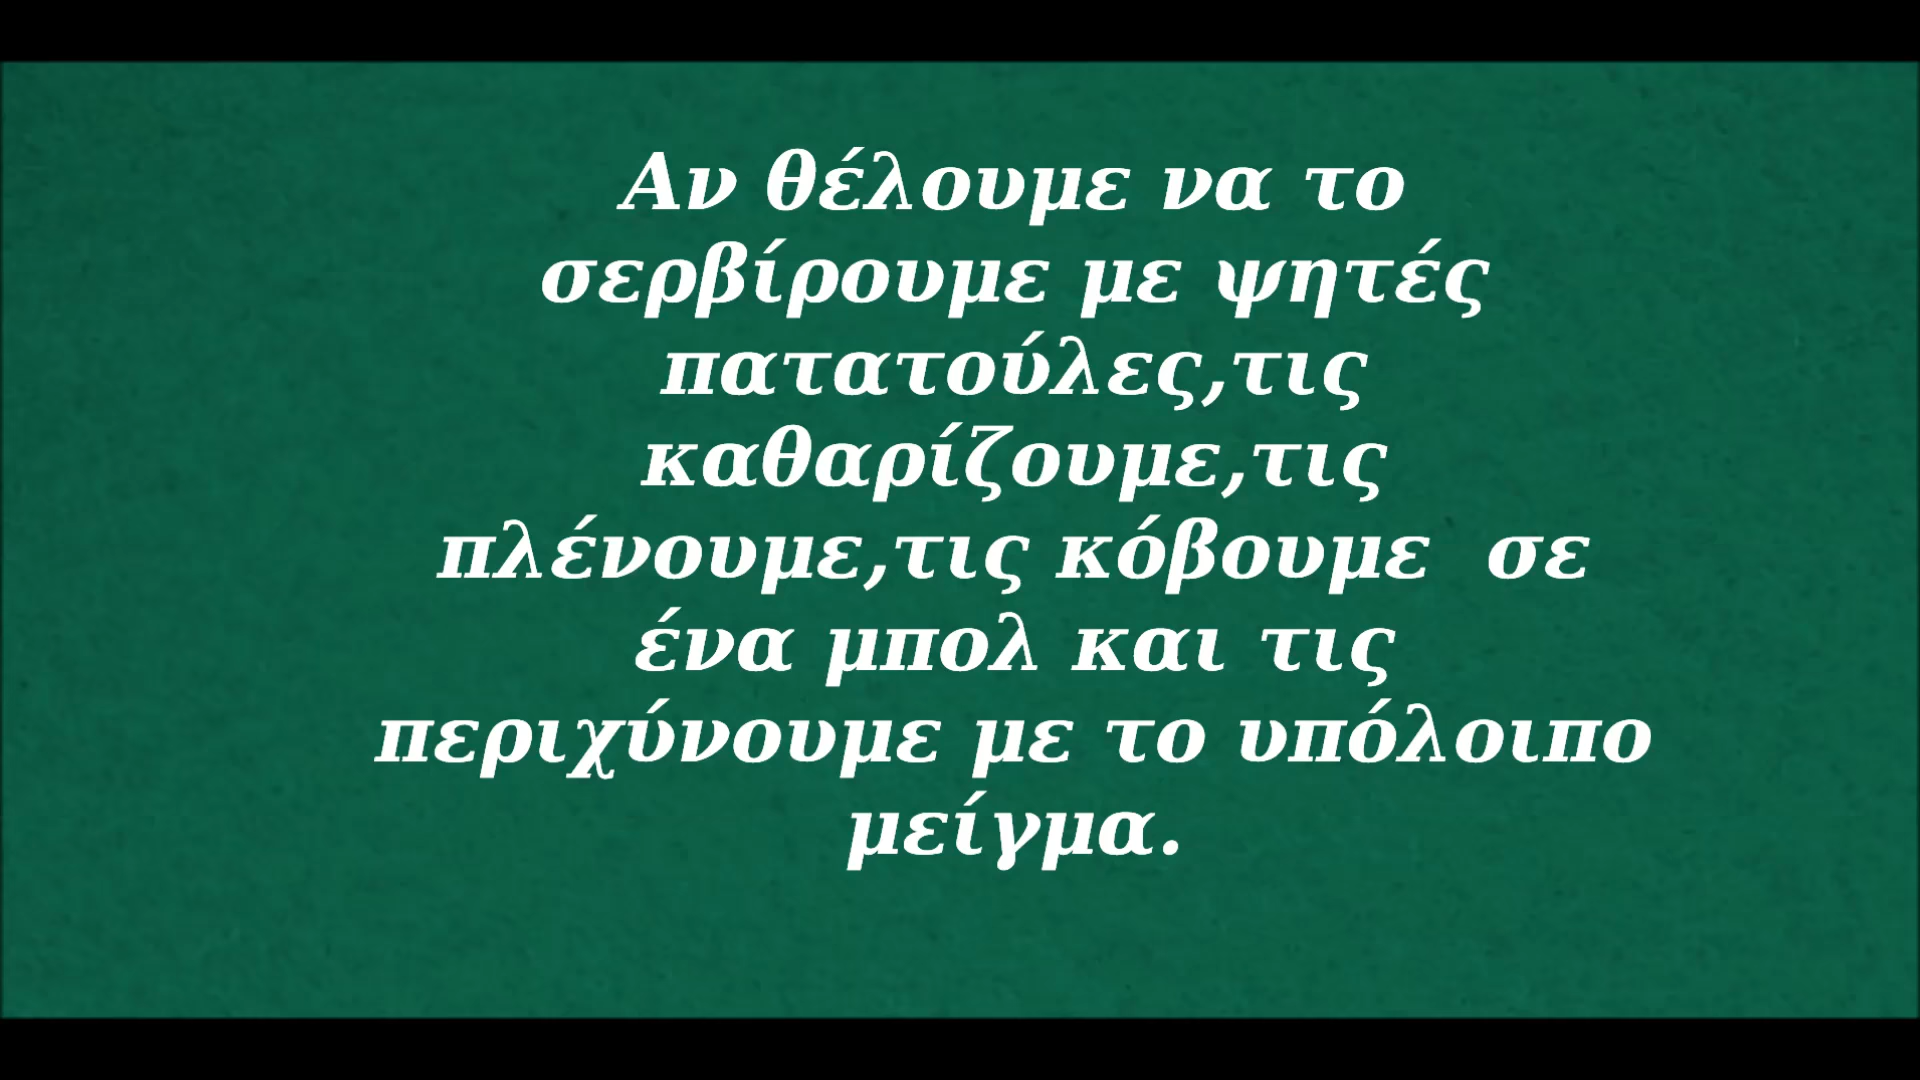 Αν θέλουμε να το
σερβίρουμε με ψητές
πατατούλες,τις
καθαρίζουμε,τις
πλένουμε,τις κόβουμε  σε
ένα μπολ και τις
περιχύνουμε με το υπόλοιπο
μείγμα.